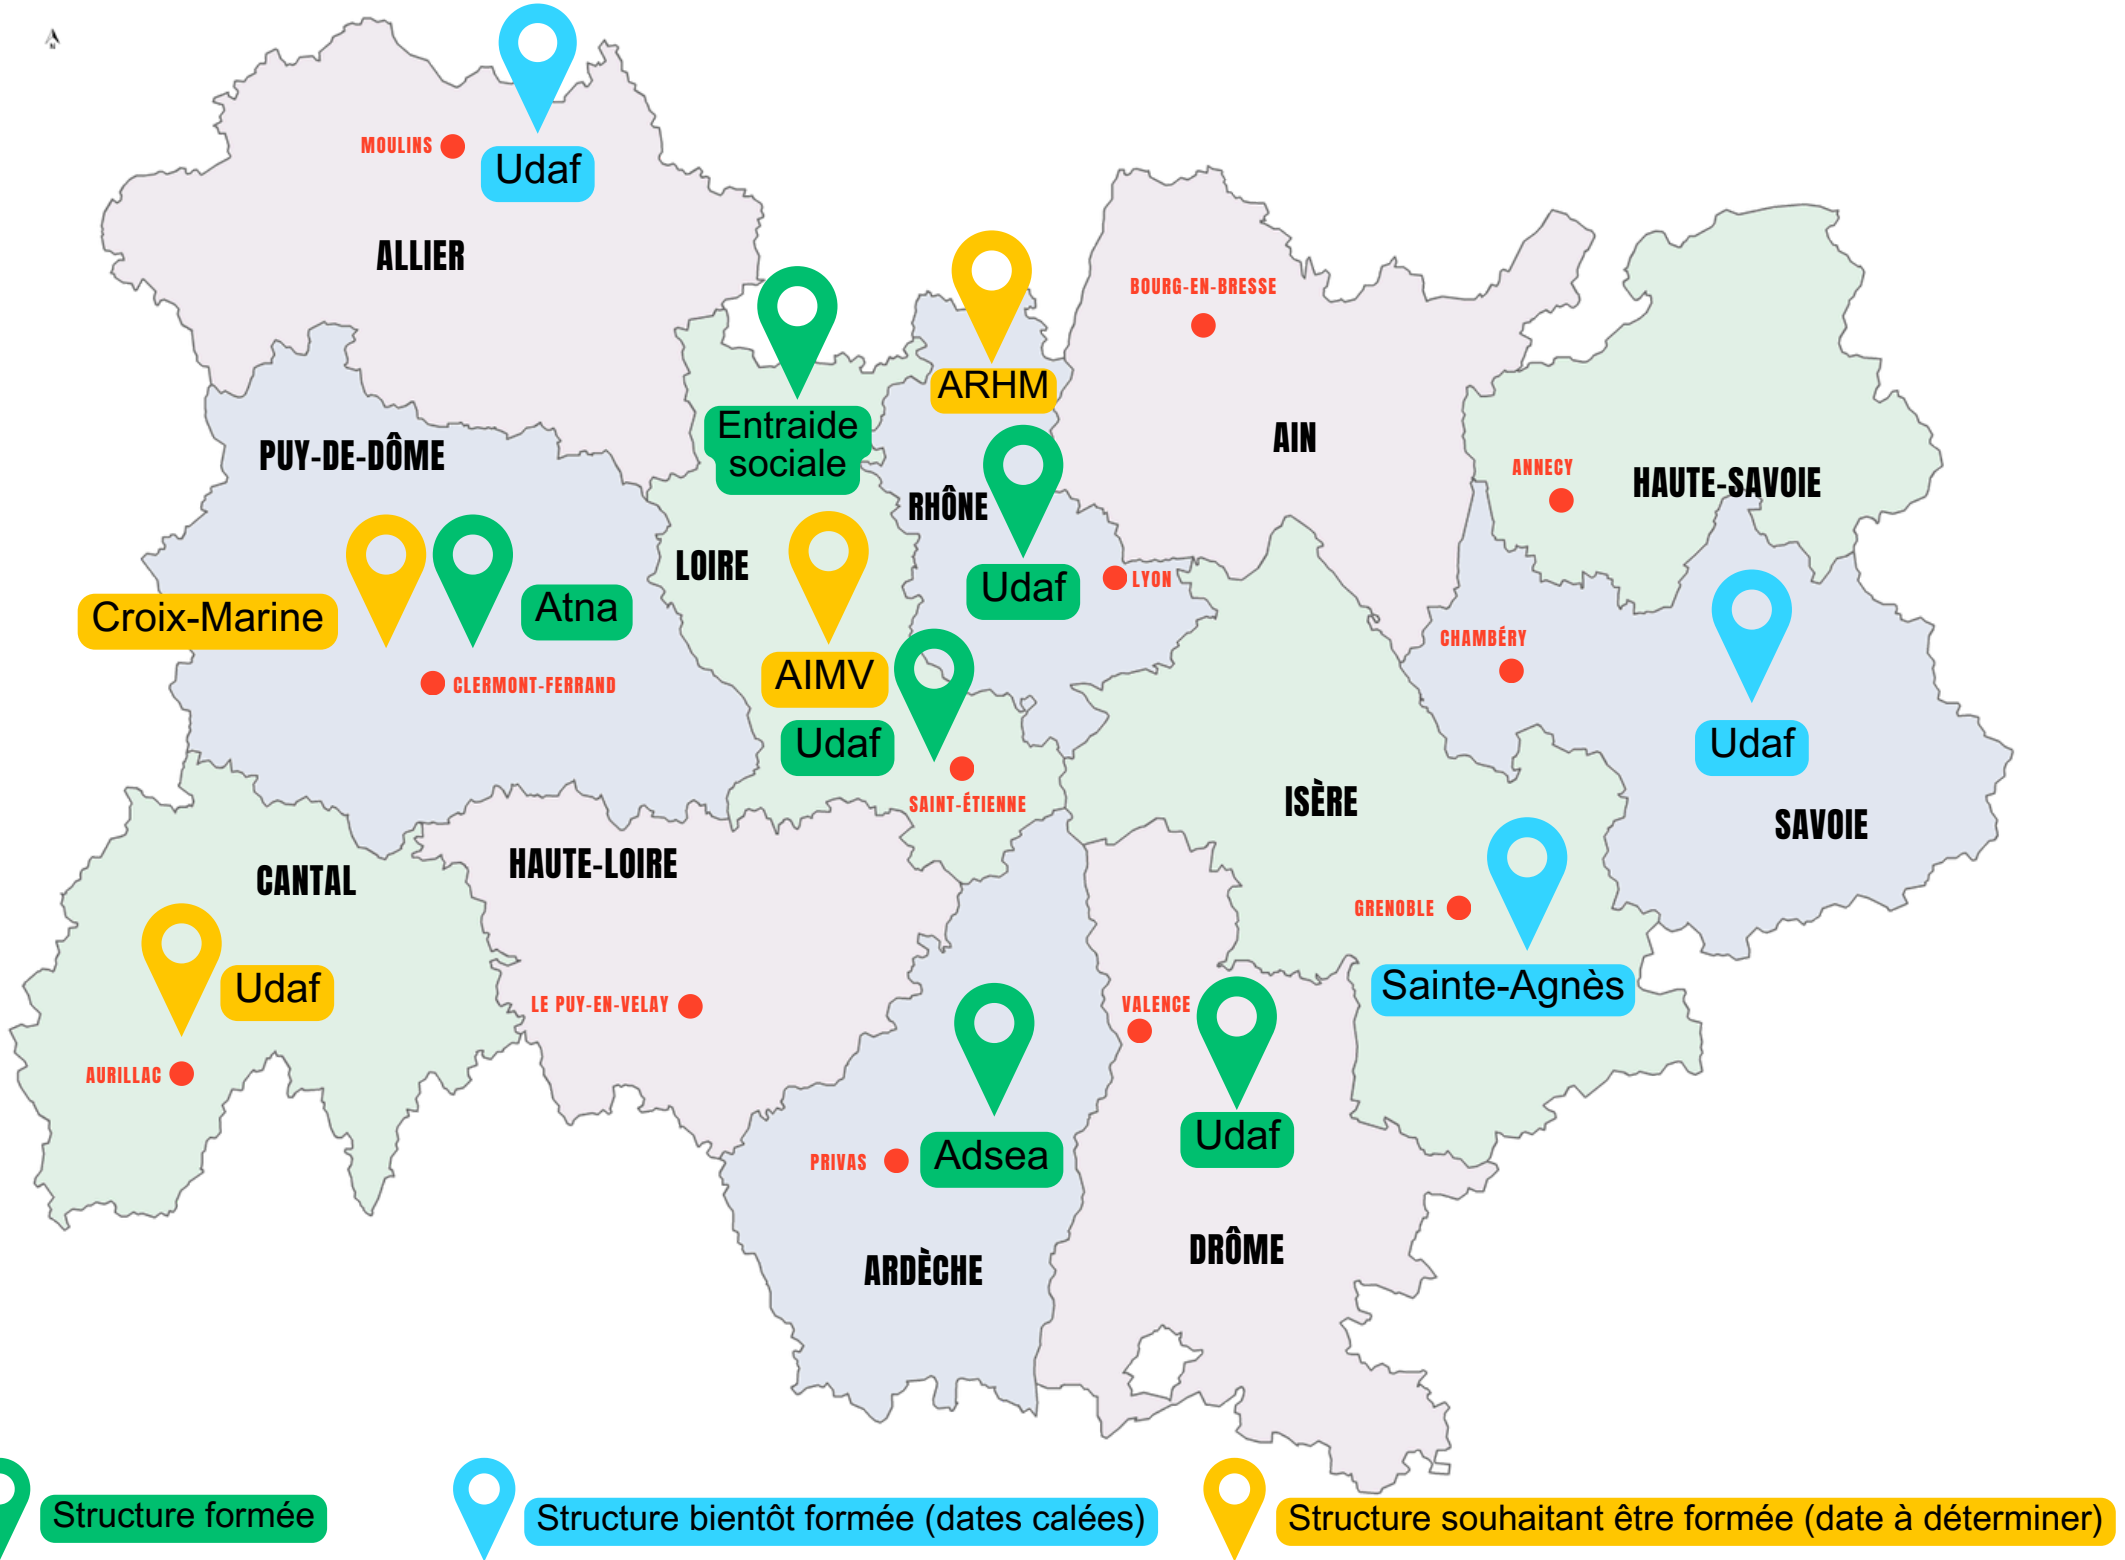 N
MOULINS
Udaf
ALLIER
BOURG-EN-BRESSE
ARHM
Entraide
sociale
PUY-DE-DÔME
AIN
ANNECY
HAUTE-SAVOIE
RHÔNE
LOIRE
Udaf
LYON
Croix-Marine
Atna
CHAMBÉRY
AIMV
CLERMONT-FERRAND
Udaf
Udaf
SAINT-ÉTIENNE
ISÈRE
SAVOIE
HAUTE-LOIRE
CANTAL
GRENOBLE
Udaf
Sainte-Agnès
LE PUY-EN-VELAY
VALENCE
AURILLAC
Udaf
PRIVAS
Adsea
DRÔME
ARDÈCHE
Structure formée
Structure bientôt formée (dates calées)
Structure souhaitant être formée (date à déterminer)